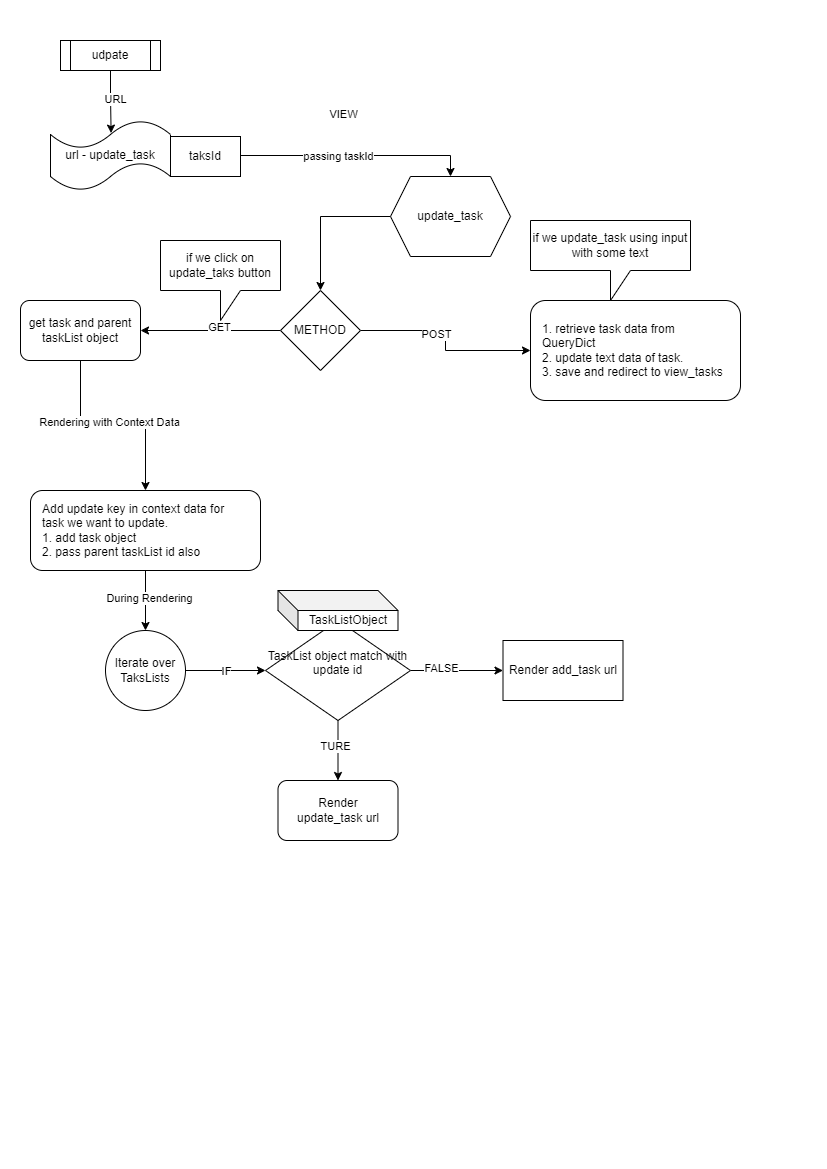 udpate
URL
VIEW
url - update_task
taksId
passing taskId
update_task
if we update_task using input
with some text
if we click on
update_taks button
get task and parent
taskList object
GET
METHOD
POST
1. retrieve task data from
QueryDict
2. update text data of task.
3. save and redirect to view_tasks
Rendering with Context Data
Add update key in context data for
task we want to update.
1. add task object
2. pass parent taskList id also
During Rendering
TaskListObject
Iterate over
TaksLists
IF
TaskList object match with
update id
FALSE
Render add_task url
TURE
Render
update_task url